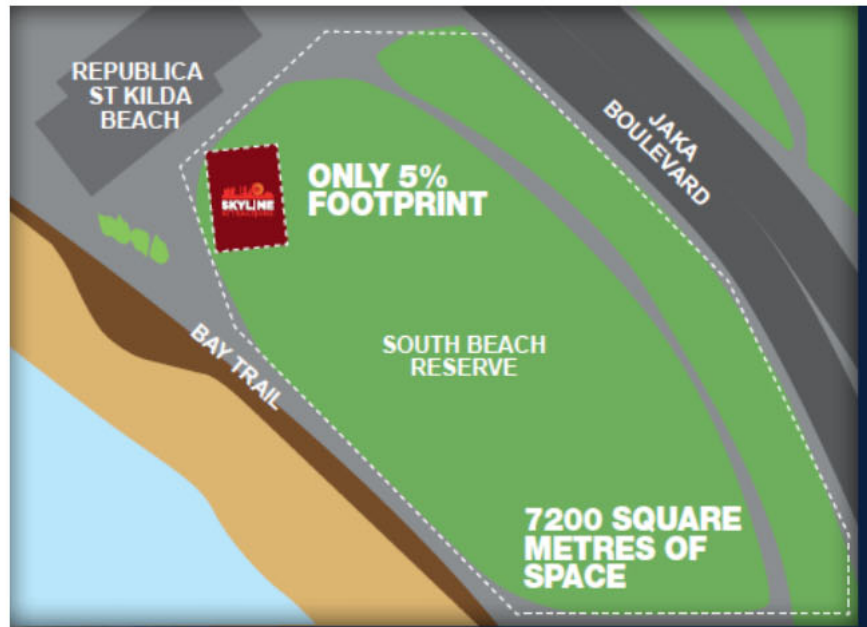 REPUBLICA
ST KILDA
BEACH
JAKA
BOULEVARD
SKYLINE
ONLY 5%
FOOTPRINT
SOUTH BEACH
RESERVE
BAY TRAIL
7200 SQUARE
METRES OF
SPACE